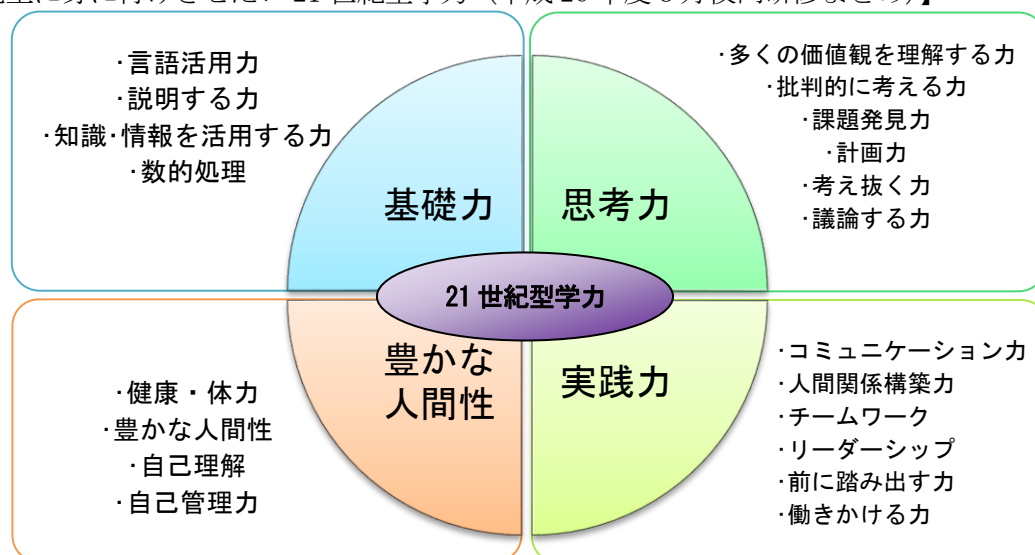 ・言語活用力
・説明する力
・知識・情報を活用する力
・数的処理
基礎力
・多くの価値観を理解する力
・批判的に考える力
・課題発見力
・計画力
・考え抜く力
・議論する力
思考力
21 世紀型学力
豊かな
人間性
・健康・体力
・豊かな人間性
・自己理解
・自己管理力
実践力
・コミュニケーション力
・人間関係構築力
・チームワーク
・リーダーシップ
・前に踏み出す力
・働きかける力